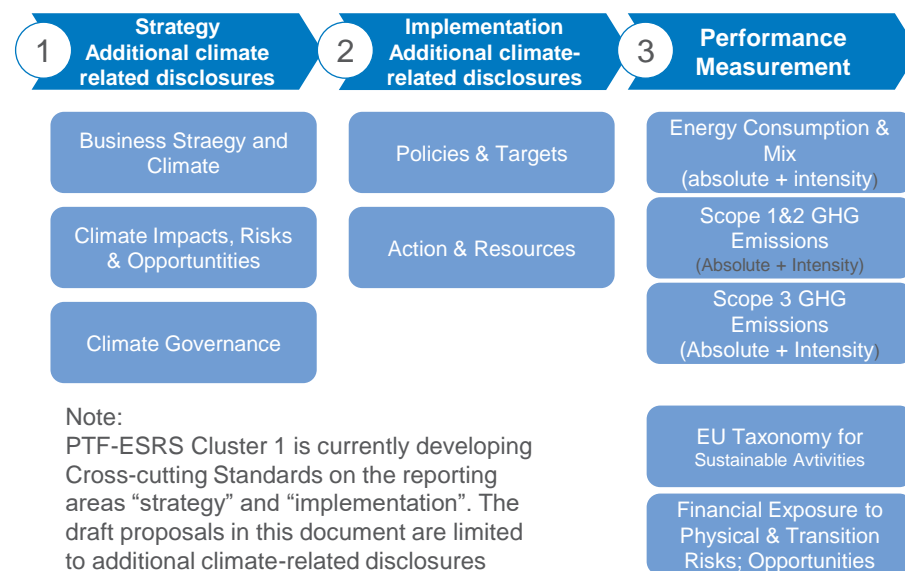 1
Strategy
Additional climate
related disclosures
2
Implementation
Additional climate-
related disclosures
3
Performance
Measurement
Business Straegy and
Climate
Climate Impacts, Risks
& Opportuntities
Climate Governance
Policies & Targets
Action & Resources
Energy Consumption &
Mix
(absolute + intensity)
Scope 1&2 GHG
Emissions
(Absolute + Intensity)
Scope 3 GHG
Emissions
(Absolute + Intensity)
EU Taxonomy for
Sustainable Avtivities
Financial Exposure to
Physical & Transition
Risks; Opportunities
Note:
PTF-ESRS Cluster 1 is currently developing
Cross-cutting Standards on the reporting
areas “strategy” and “implementation”. The
draft proposals in this document are limited
to additional climate-related disclosures